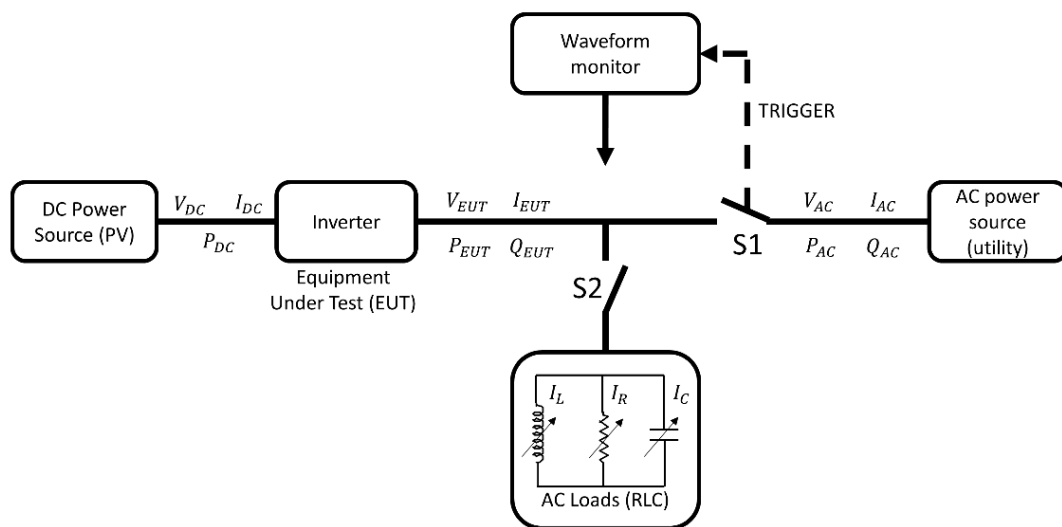 Waveform
monitor
TRIGGER
DC Power
Source (PV)
V_DC I_DC
P_DC
Inverter
Equipment
Under Test (EUT)
V_EUT I_EUT
P_EUT Q_EUT
S1
V_AC I_AC
P_AC Q_AC
AC power
source
(utility)
S2
I_L I_R I_C
AC Loads (RLC)